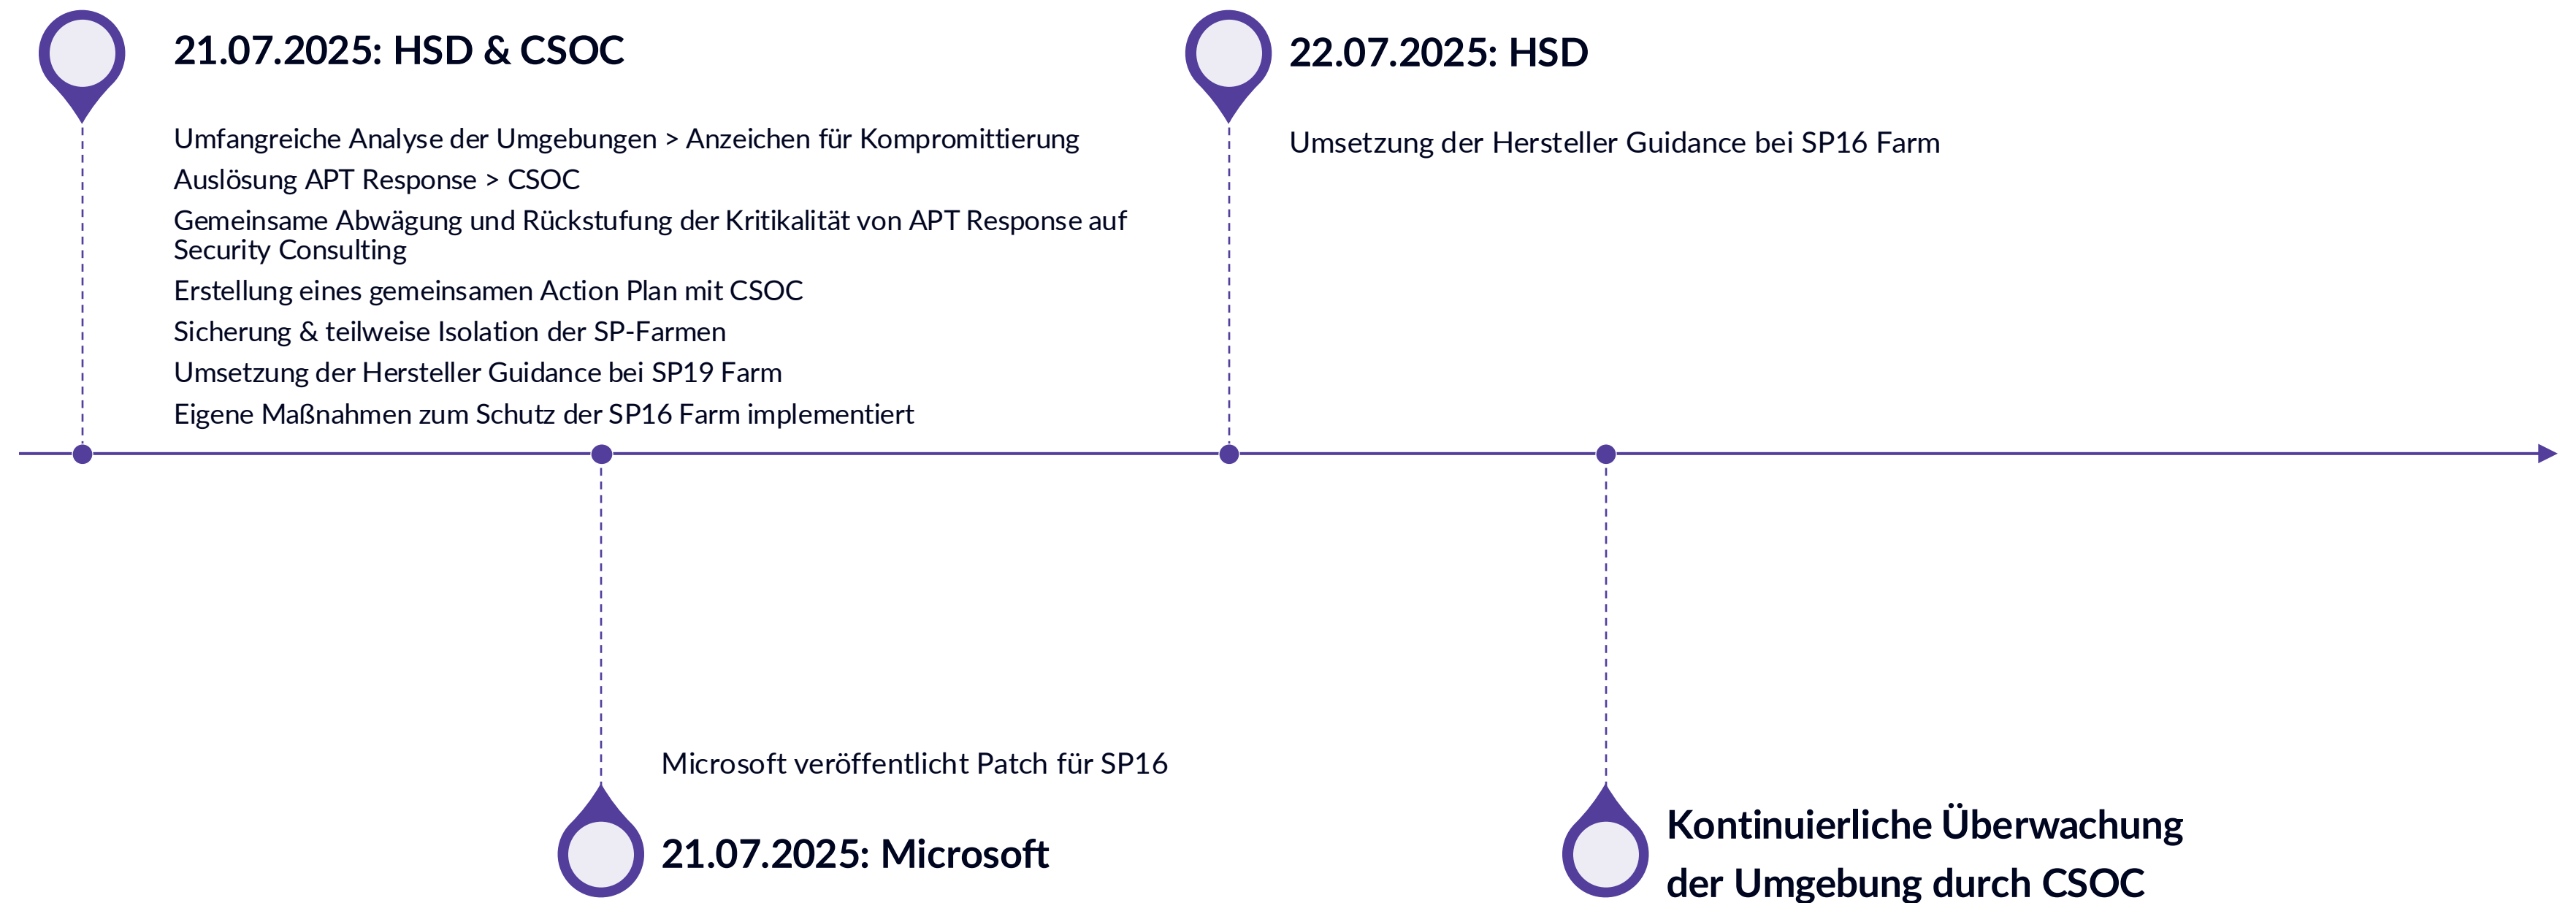 21.07.2025: HSD & CSOC
Umfangreiche Analyse der Umgebungen > Anzeichen für Kompromittierung
Auslösung APT Response > CSOC
Gemeinsame Abwägung und Rückstufung der Kritikalität von APT Response auf
Security Consulting
Erstellung eines gemeinsamen Action Plan mit CSOC
Sicherung & teilweise Isolation der SP-Farmen
Umsetzung der Hersteller Guidance bei SP19 Farm
Eigene Maßnahmen zum Schutz der SP16 Farm implementiert
22.07.2025: HSD
Umsetzung der Hersteller Guidance bei SP16 Farm
Microsoft veröffentlicht Patch für SP16
21.07.2025: Microsoft
Kontinuierliche Überwachung
der Umgebung durch CSOC